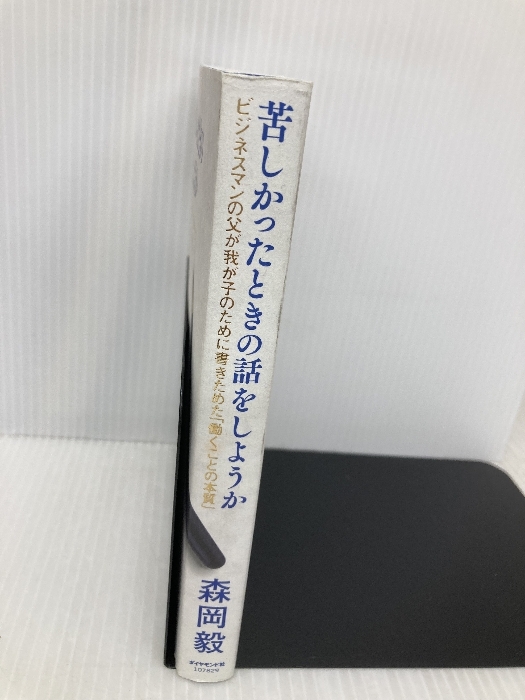 苦しかったときの話をしようか
ビジネスマンの父が我が子のために書きためた「働くことの本質」
森岡毅
ダイヤモンド社
107829